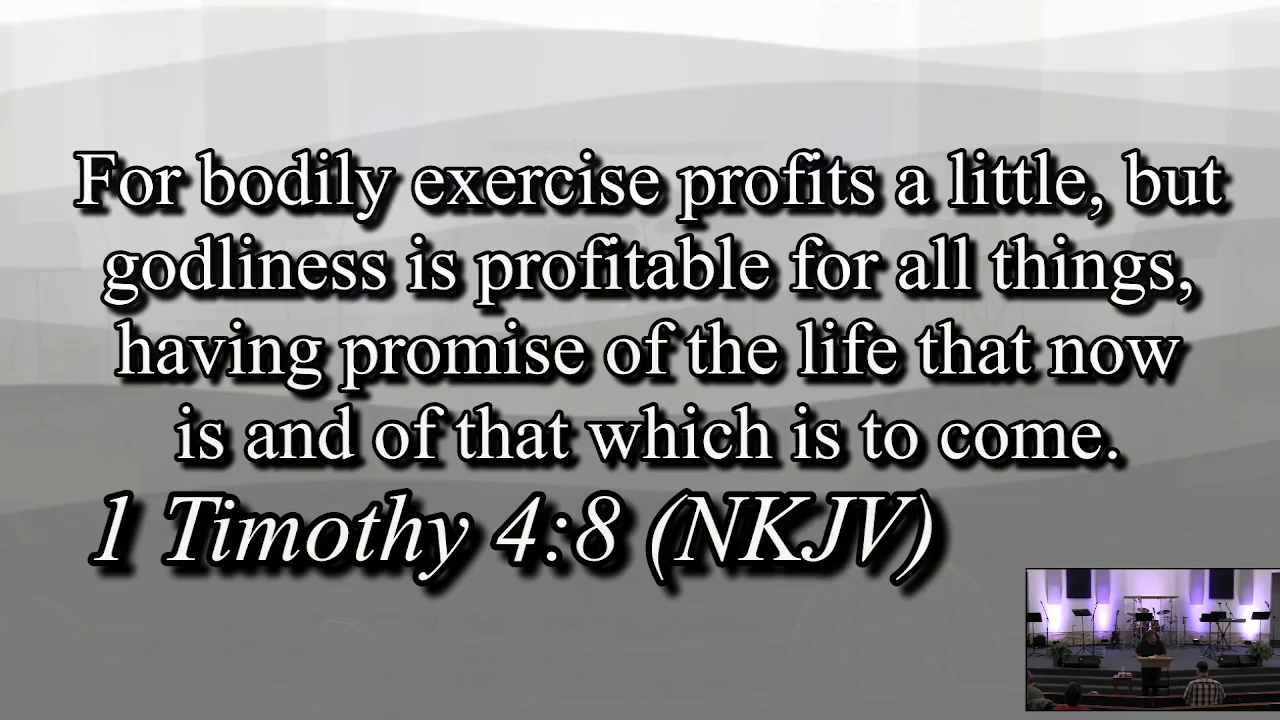 For bodily exercise profits a little, but
godliness is profitable for all things,
having promise of the life that now
is and of that which is to come.
1 Timothy 4:8 (NKJV)